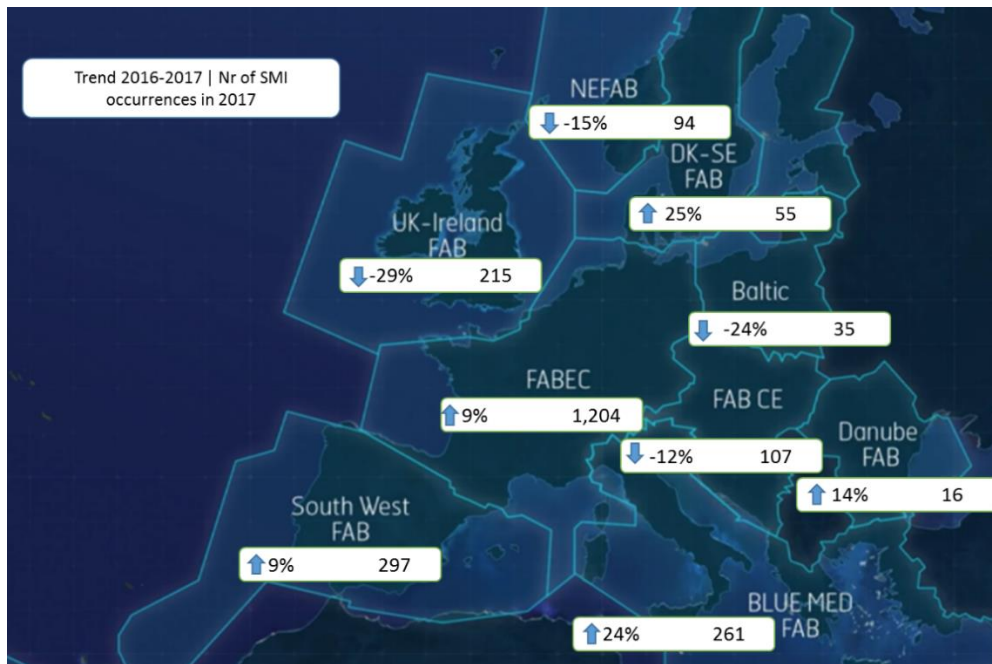 Trend 2016-2017 | Nr of SMI
occurrences in 2017
NEFAB
-15% 94
DK-SE
FAB
25% 55
UK-Ireland
FAB
-29% 215
Baltic
-24% 35
FABEC
9% 1,204
FAB CE
-12% 107
Danube
FAB
14% 16
South West
FAB
9% 297
BLUE MED
FAB
24% 261